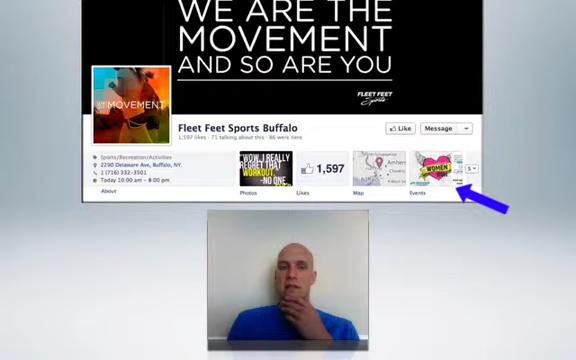 WE ARE THE
MOVEMENT
AND SO ARE YOU
FLEET FEET
Sports
MOVEMENT
Fleet Feet Sports Buffalo
1,597 likes · 71 talking about this · 86 were here
Like
Message
Sports/Recreation/Activities
2290 Delaware Ave, Buffalo, NY.
1 (716) 332-3501
Today 10:00 am - 8:00 pm
About
"WOW, I REALLY
REGRET THAT
WORKOUT."
-NO ONE
Photos
1,597
Likes
Amhers
Map
WOMEN
RUN
Events
5